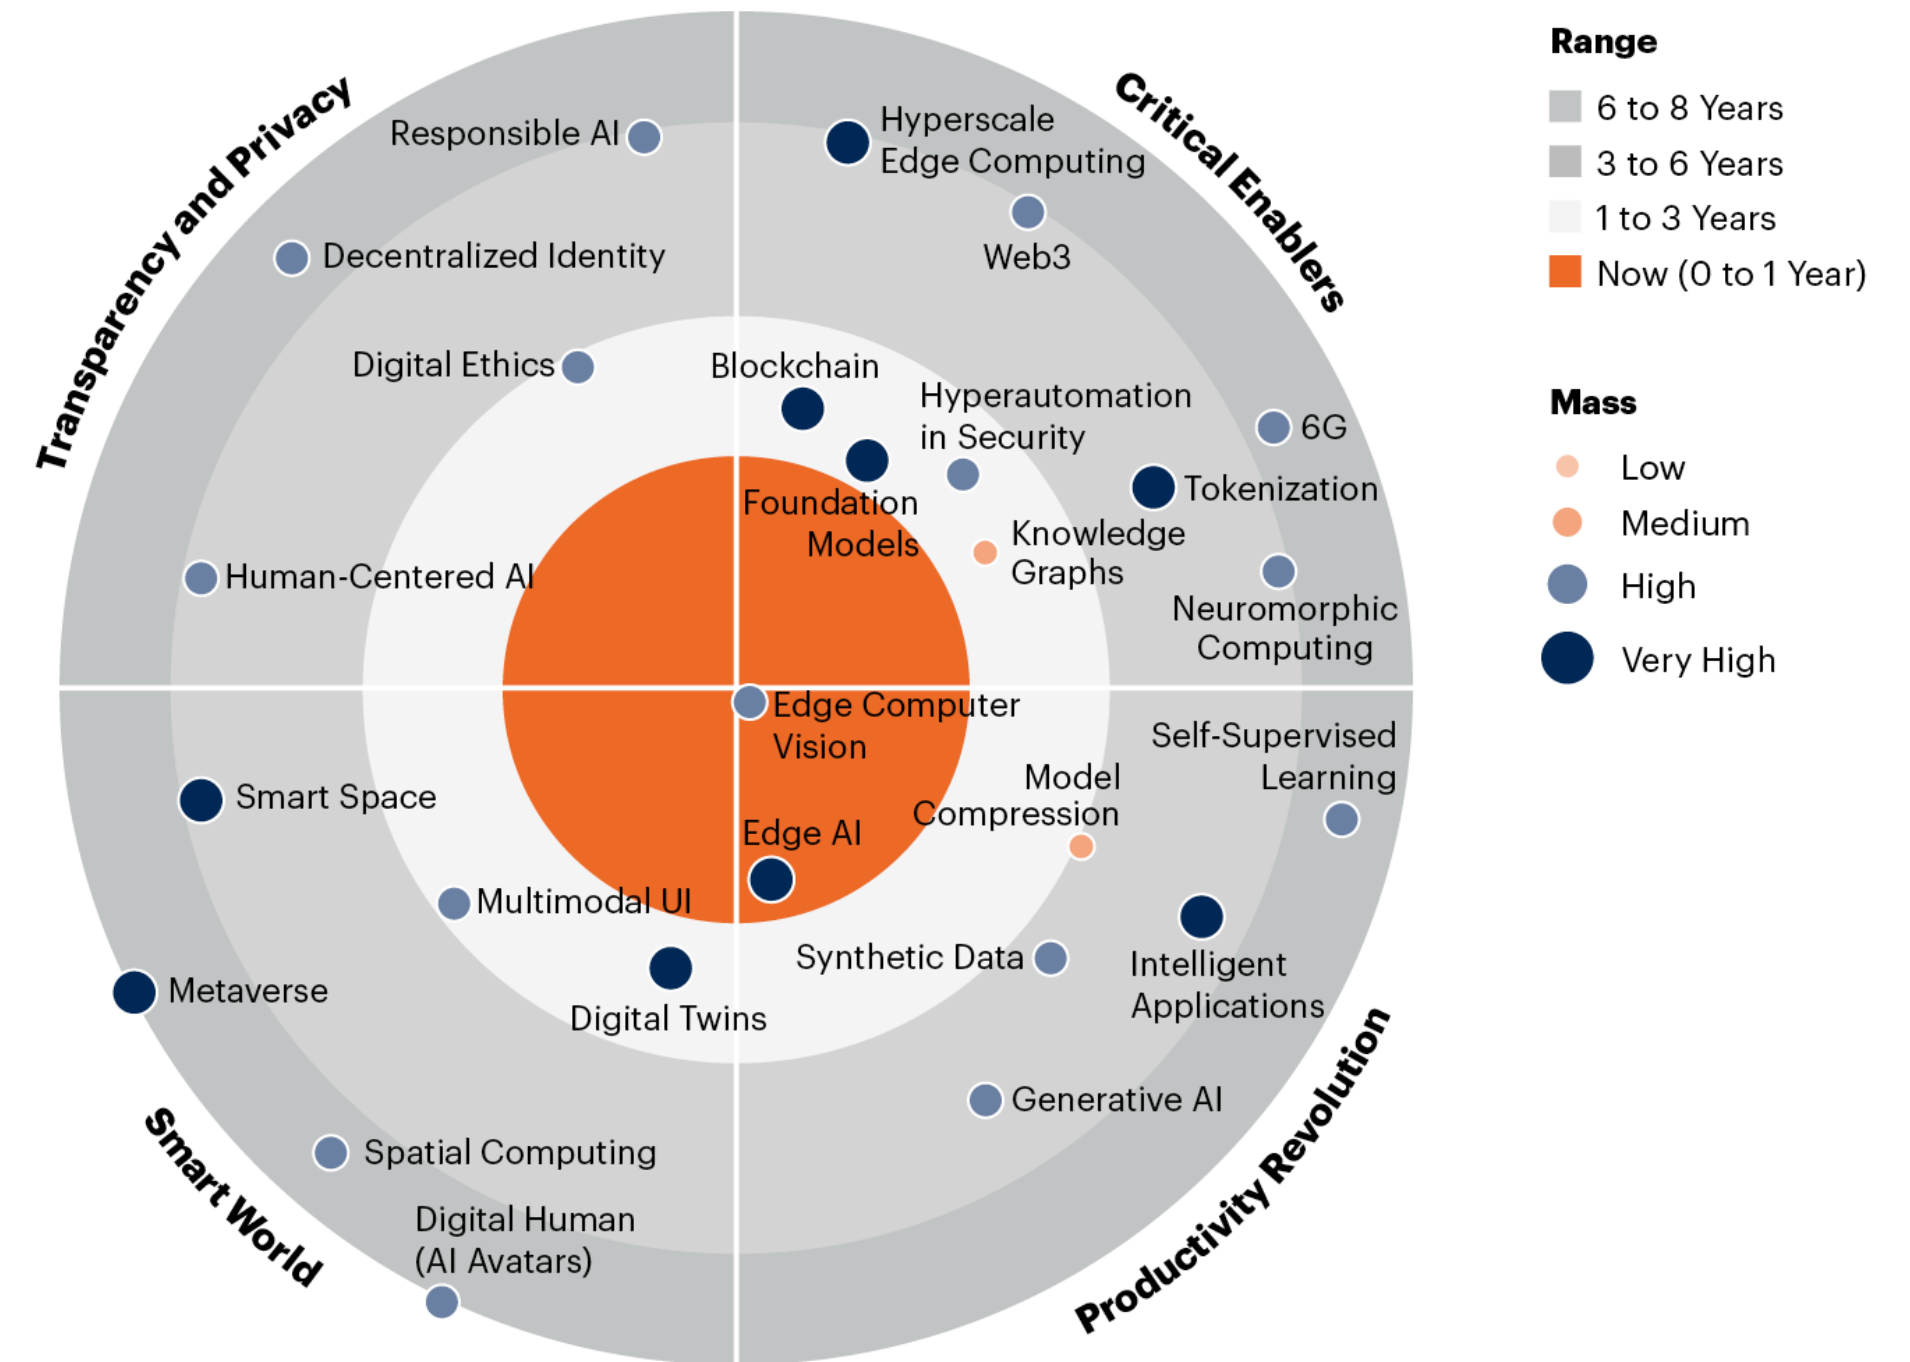 Transparency and Privacy
Responsible AI
Decentralized Identity
Digital Ethics
Human-Centered AI
Critical Enablers
Hyperscale
Edge Computing
Web3
Blockchain
Hyperautomation
in Security
6G
Foundation
Models
Tokenization
Knowledge
Graphs
Neuromorphic
Computing
Smart World
Smart Space
Multimodal UI
Metaverse
Digital Twins
Spatial Computing
Digital Human
(AI Avatars)
Productivity Revolution
Edge Computer
Vision
Self-Supervised
Learning
Model
Compression
Edge AI
Synthetic Data
Intelligent
Applications
Generative AI
Range
6 to 8 Years
3 to 6 Years
1 to 3 Years
Now (0 to 1 Year)
Mass
Low
Medium
High
Very High